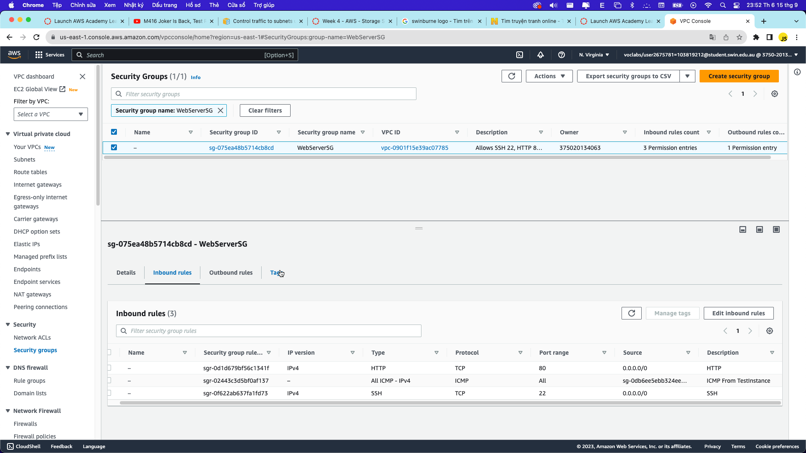 Chrome Tệp Chỉnh sửa Xem Nhật ký Dấu trang Hồ sơ Thẻ Cửa sổ Trợ giúp 23:52 Th 6 15 thg 9
Launch AWS Academy Le M416 Joker Is Back, Test Control traffic to subnets Week 4 - AWS - Storage S swinburne logo - Tìm trên Tìm truyện tranh online - Launch AWS Academy Le VPC Console
us-east-1.console.aws.amazon.com/vpcconsole/home?region=us-east-1#SecurityGroups:group-name=WebServerSG
aws Services Search [Option+S] N. Virginia voclabs/user2675781=103819212@student.swin.edu.au @ 3750-2013...
VPC dashboard
EC2 Global View New
Filter by VPC:
Select a VPC
Virtual private cloud
Your VPCs New
Subnets
Route tables
Internet gateways
Egress-only internet gateways
Carrier gateways
DHCP option sets
Elastic IPs
Managed prefix lists
Endpoints
Endpoint services
NAT gateways
Peering connections
Security
Network ACLs
Security groups
DNS firewall
Rule groups
Domain lists
Network Firewall
Firewalls
Firewall policies
Security Groups (1/1) Info
Actions Export security groups to CSV Create security group
Filter security groups
1
Security group name: WebServerSG Clear filters
Name Security group ID Security group name VPC ID Description Owner Inbound rules count Outbound rules co...
– sg-075ea48b5714cb8cd WebServerSG vpc-0901f15e39ac07785 Allows SSH 22, HTTP 8... 375020134063 3 Permission entries 1 Permission entry
sg-075ea48b5714cb8cd - WebServerSG
Details Inbound rules Outbound rules Tags
Inbound rules (3)
Manage tags Edit inbound rules
Filter security group rules
1
Name Security group rule... IP version Type Protocol Port range Source Description
– sgr-0d1d679bf56c1341f IPv4 HTTP TCP 80 0.0.0.0/0 HTTP
– sgr-02443c3d5bf0af137 – All ICMP - IPv4 ICMP All sg-0db6ee5ebb324ee... ICMP From TestInstance
– sgr-0f622ab637fa1fd73 IPv4 SSH TCP 22 0.0.0.0/0 SSH
CloudShell Feedback Language © 2023, Amazon Web Services, Inc. or its affiliates. Privacy Terms Cookie preferences